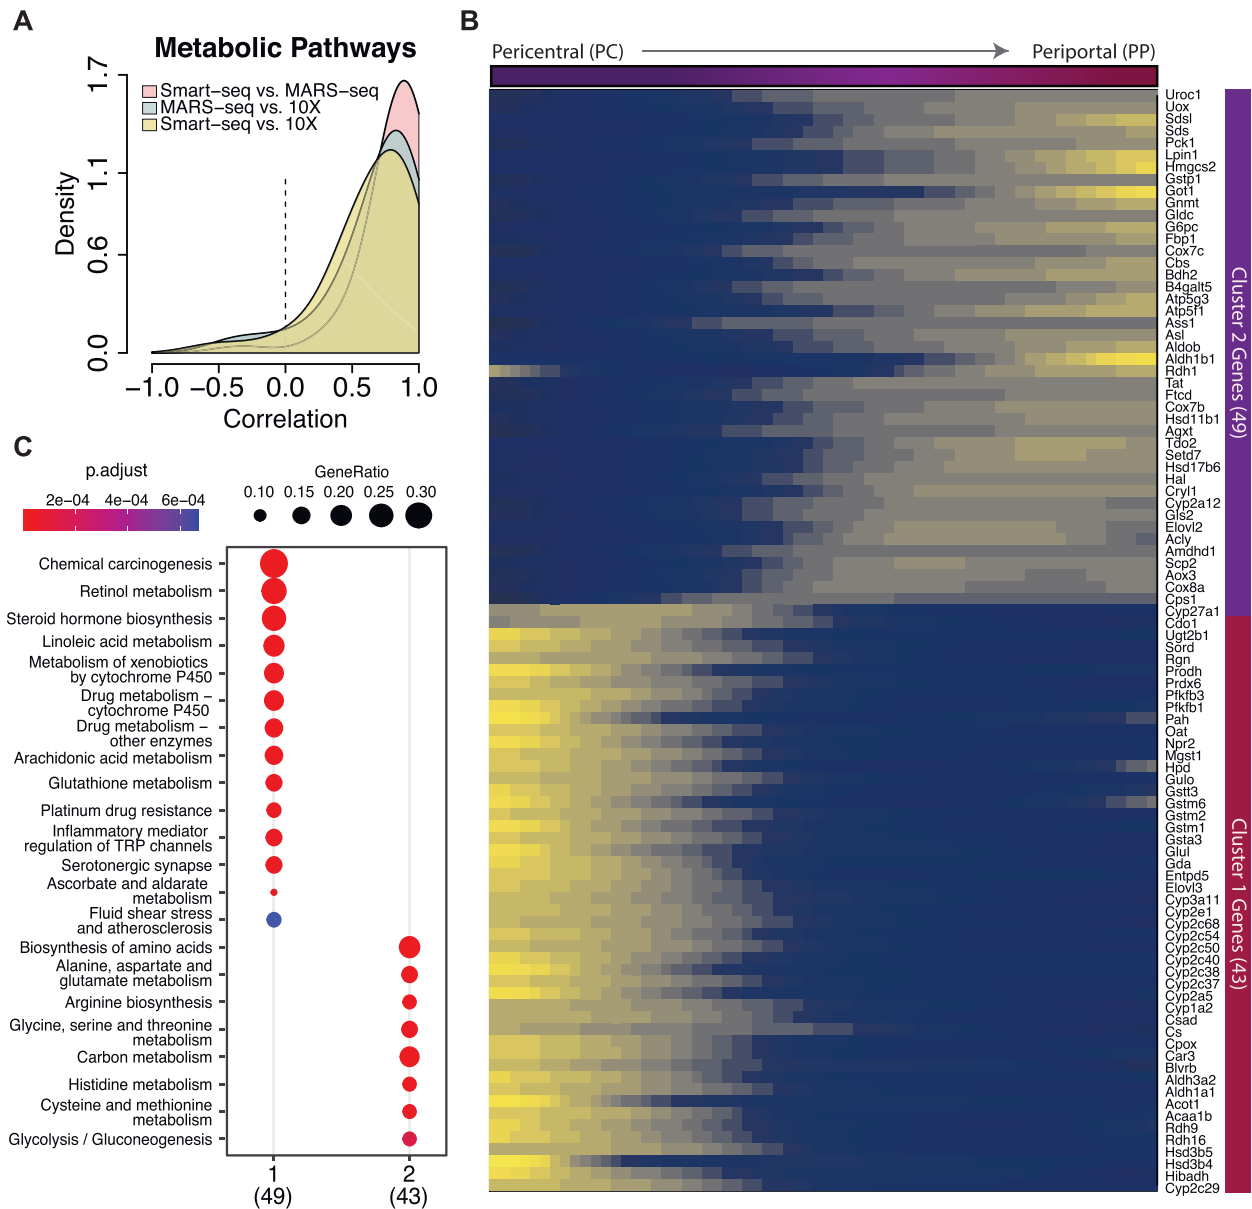 A
Metabolic Pathways
Smart-seq vs. MARS-seq
MARS-seq vs. 10X
Smart-seq vs. 10X
Density
1.7
1.1
0.6
0.0
−1.0 −0.5 0.0 0.5 1.0
Correlation
B
Pericentral (PC)
Periportal (PP)
Uroc1
Uox
Sdsl
Sds
Pck1
Lpin1
Hmgcs2
Gstp1
Got1
Gnmt
Gldc
G6pc
Fbp1
Cox7c
Cbs
Bdh2
B4galt5
Atp5g3
Atp5f1
Ass1
Asl
Aldob
Aldh1b1
Rdh1
Tat
Ftcd
Cox7b
Hsd11b1
Agxt
Tdo2
Setd7
Hsd17b6
Hal
Cryl1
Cyp2a12
Gls2
Elovl2
Acly
Amdhd1
Scp2
Aox3
Cox8a
Cps1
Cyp27a1
Cdo1
Ugt2b1
Sord
Rgn
Prodh
Prdx6
Pfkfb3
Pfkfb1
Pah
Oat
Npr2
Mgst1
Hpd
Gulo
Gstt3
Gstm6
Gstm2
Gstm1
Gsta3
Glul
Gda
Entpd5
Elovl3
Cyp3a11
Cyp2e1
Cyp2c68
Cyp2c54
Cyp2c50
Cyp2c40
Cyp2c38
Cyp2c37
Cyp2a5
Cyp1a2
Csad
Cs
Cpox
Car3
Blvrb
Aldh3a2
Aldh1a1
Acot1
Acaa1b
Rdh9
Rdh16
Hsd3b5
Hsd3b4
Hibadh
Cyp2c29
Cluster 2 Genes (49)
Cluster 1 Genes (43)
C
p.adjust
2e−04 4e−04 6e−04
GeneRatio
0.10 0.15 0.20 0.25 0.30
Chemical carcinogenesis
Retinol metabolism
Steroid hormone biosynthesis
Linoleic acid metabolism
Metabolism of xenobiotics
by cytochrome P450
Drug metabolism −
cytochrome P450
Drug metabolism −
other enzymes
Arachidonic acid metabolism
Glutathione metabolism
Platinum drug resistance
Inflammatory mediator
regulation of TRP channels
Serotonergic synapse
Ascorbate and aldarate
metabolism
Fluid shear stress
and atherosclerosis
Biosynthesis of amino acids
Alanine, aspartate and
glutamate metabolism
Arginine biosynthesis
Glycine, serine and threonine
metabolism
Carbon metabolism
Histidine metabolism
Cysteine and methionine
metabolism
Glycolysis / Gluconeogenesis
1 2
(49) (43)